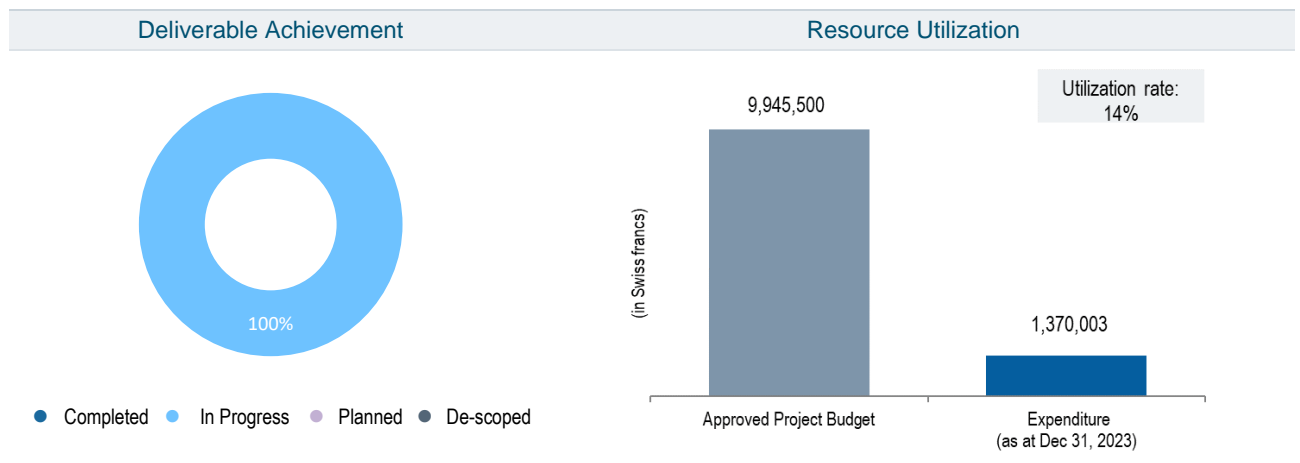 Deliverable Achievement
Resource Utilization
100%
Completed
In Progress
Planned
De-scoped
(in Swiss francs)
9,945,500
1,370,003
Utilization rate:
14%
Approved Project Budget
Expenditure
(as at Dec 31, 2023)